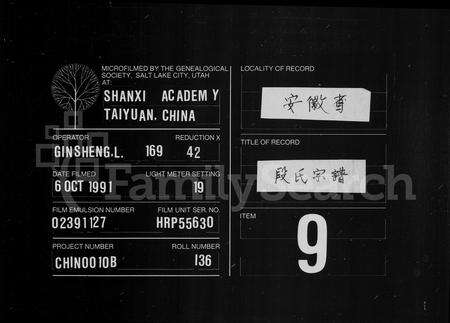 MICROFILMED BY THE GENEALOGICAL
SOCIETY, SALT LAKE CITY, UTAH
AT:
SHANXI ACADEMY
TAIYUAN, CHINA
OPERATOR
REDUCTION X
GINSHENG.L. 169 42
DATE FILMED
LIGHT METER SETTING
6 OCT 1991 19
FILM EMULSION NUMBER
FILM UNIT SER. NO.
02391127 HRP55630
PROJECT NUMBER
ROLL NUMBER
CHIN0010B 136
LOCALITY OF RECORD
安徽省
TITLE OF RECORD
段氏宗譜
ITEM
9
FamilySearch